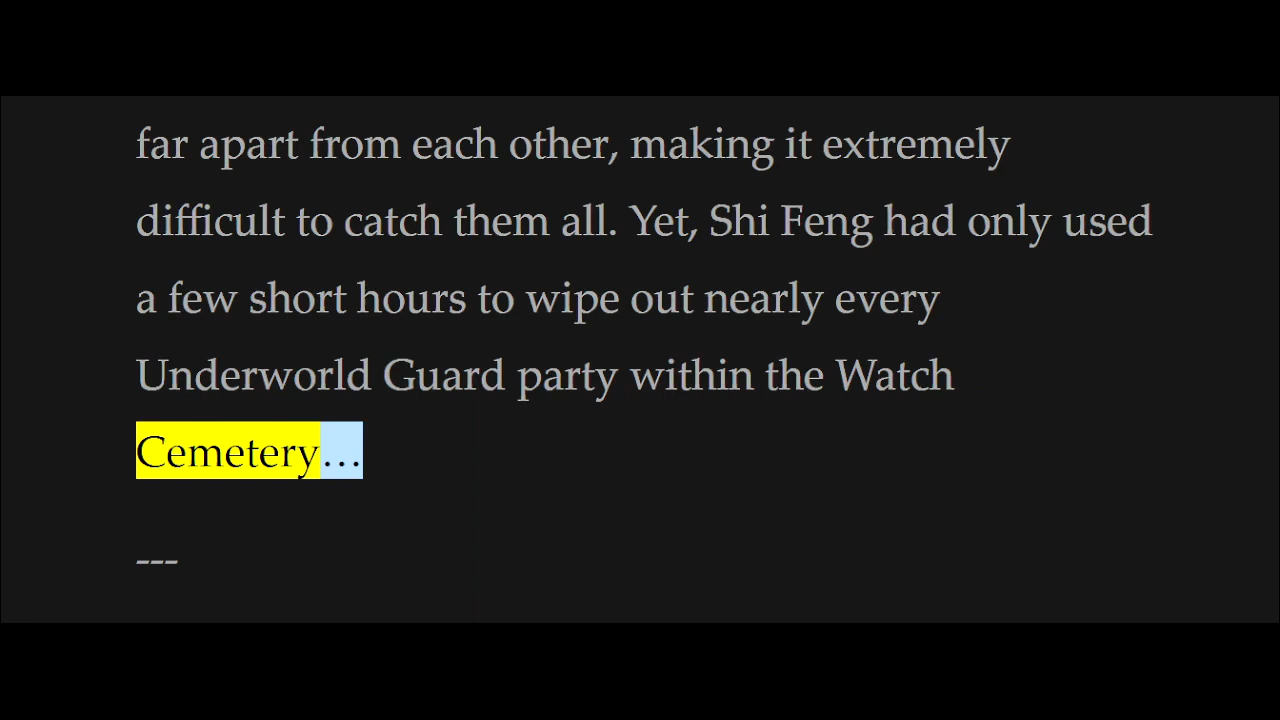 far apart from each other, making it extremely
difficult to catch them all. Yet, Shi Feng had only used
a few short hours to wipe out nearly every
Underworld Guard party within the Watch
Cemetery…
---